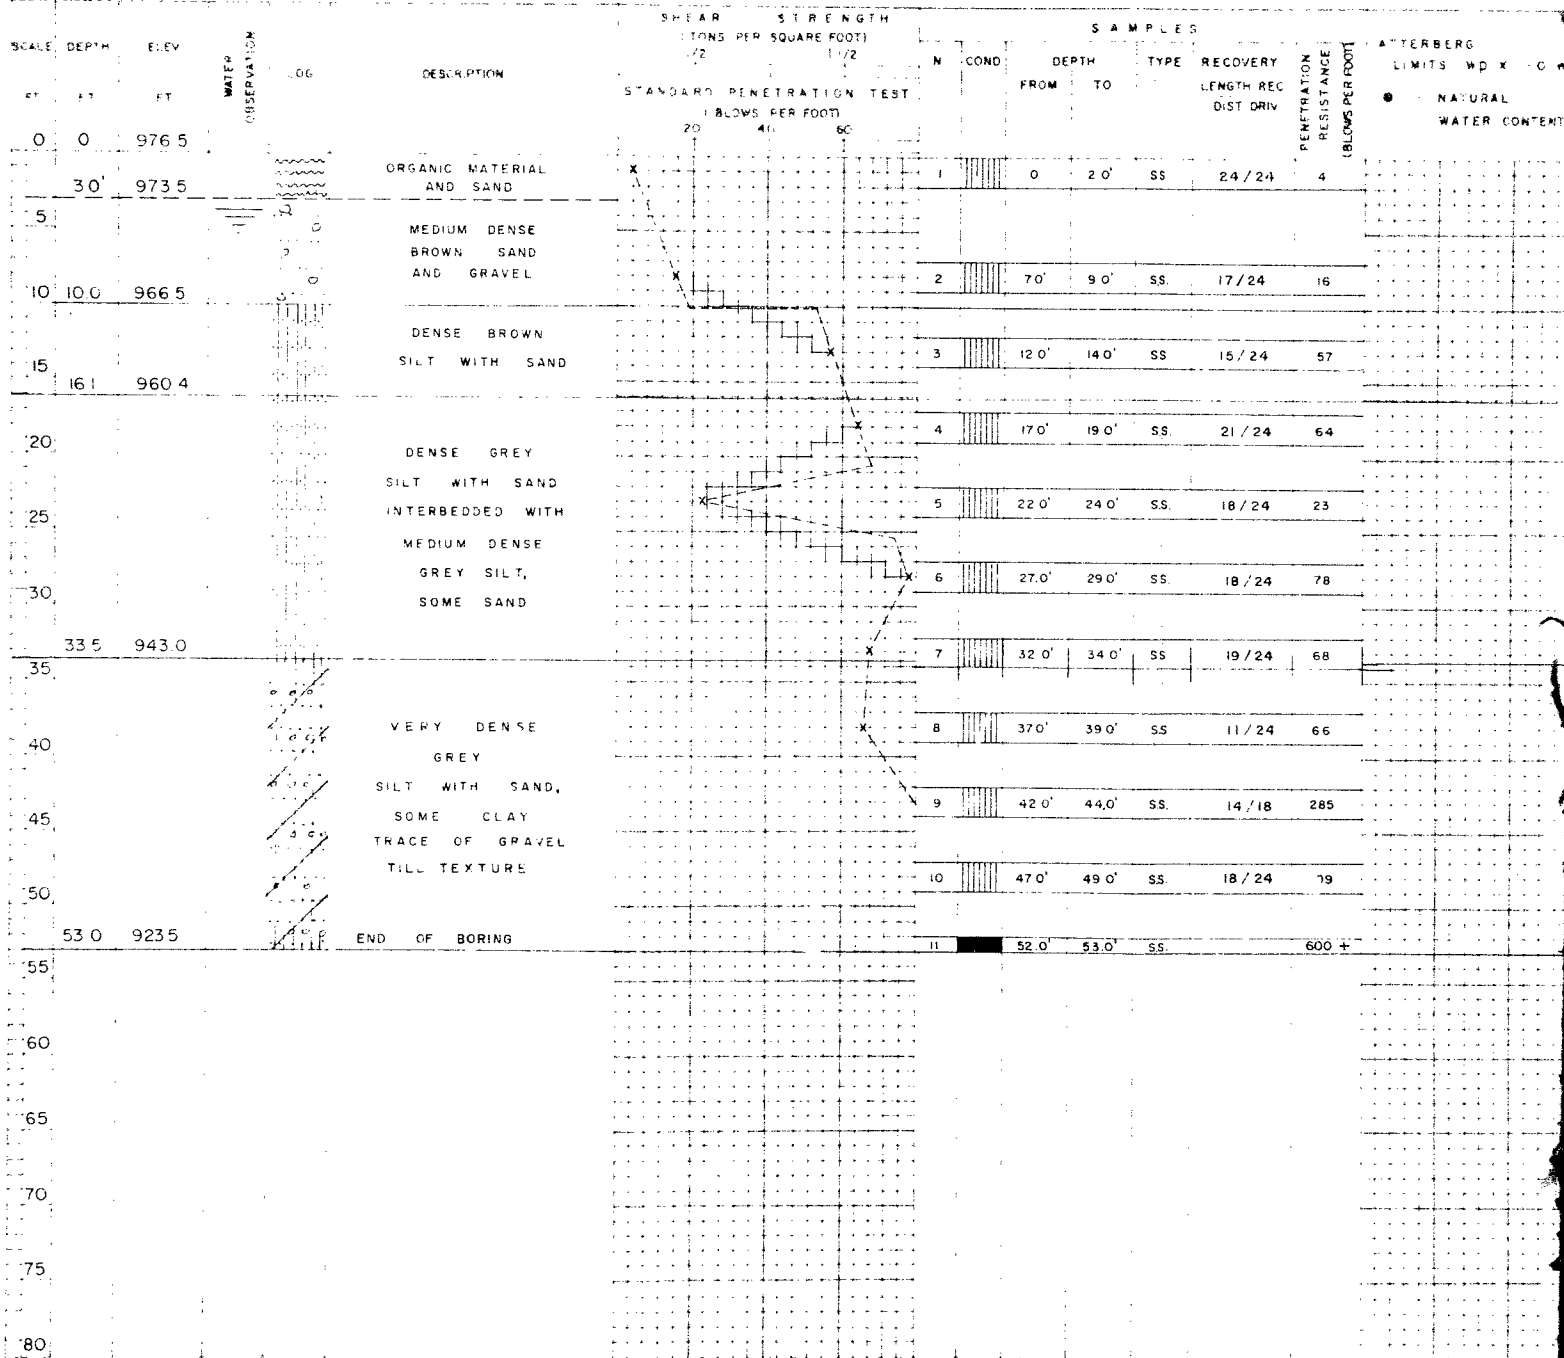 SHEAR STRENGTH
(TONS PER SQUARE FOOT)
1/2 1 1/2
STANDARD PENETRATION TEST
(BLOWS PER FOOT)
20 40 60
SCALE DEPTH ELEV WATER OBSERVATION LOG DESCRIPTION
FT FT FT
SAMPLES
N COND DEPTH TYPE RECOVERY PENETRATION RESISTANCE (BLOWS PER FOOT)
FROM TO LENGTH REC
DIST DRIV
ATTERBERG
LIMITS
NATURAL
WATER CONTENT
0 0 976 5
ORGANIC MATERIAL
AND SAND
1 0 2 0' SS 24/24 4
3 0' 973 5
5
MEDIUM DENSE
BROWN SAND
AND GRAVEL
2 7 0' 9 0' S.S. 17/24 16
10 10.0 966 5
DENSE BROWN
SILT WITH SAND
3 12 0' 14 0' SS 15/24 57
15
16 1 960 4
4 17 0' 19 0' SS. 21/24 64
20
DENSE GREY
SILT WITH SAND
INTERBEDDED WITH
MEDIUM DENSE
GREY SILT,
SOME SAND
5 22 0' 24 0' S.S. 18/24 23
25
6 27.0' 29 0' SS. 18/24 78
30
33 5 943.0
7 32 0' 34 0' SS 19/24 68
35
VERY DENSE
GREY
SILT WITH SAND,
SOME CLAY
TRACE OF GRAVEL
TILL TEXTURE
8 37 0' 39 0' S.S 11/24 66
40
9 42 0' 44.0' S.S. 14/18 285
45
10 47 0' 49 0' S.S. 18/24 79
50
53 0 923 5 END OF BORING
11 52.0' 53.0' S.S. 600 +
55
60
65
70
75
80